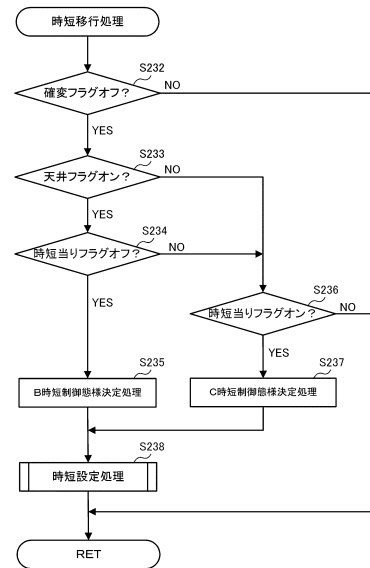 時短移行処理
S232
確変フラグオフ？
NO
YES
S233
天井フラグオン？
NO
YES
S234
時短当りフラグオフ？
NO
YES
S236
時短当りフラグオン？
NO
YES
S235
B時短制御態様決定処理
S237
C時短制御態様決定処理
S238
時短設定処理
RET